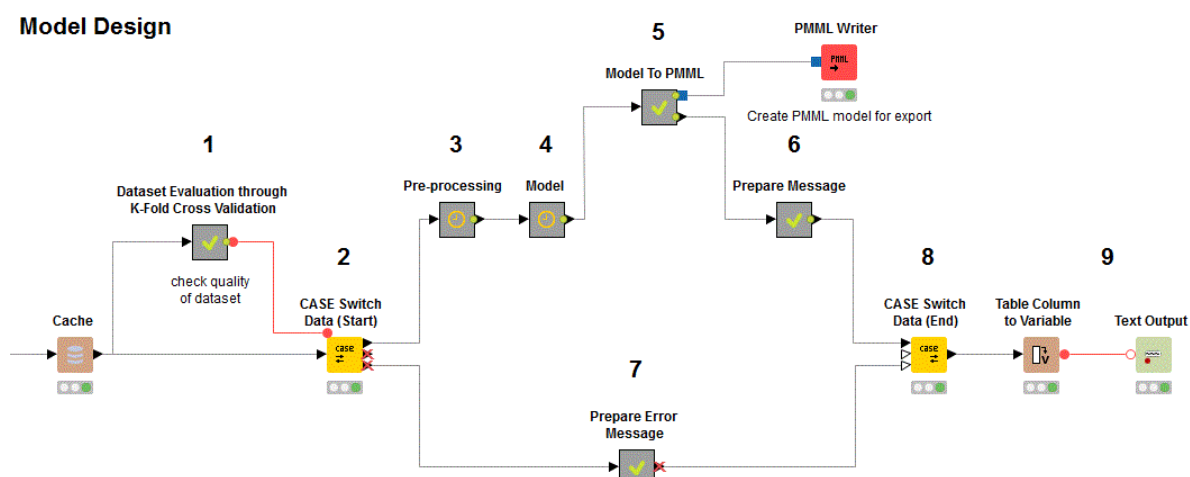 Model Design
5
PMML Writer
PMML
Model To PMML
Create PMML model for export
1
3
4
6
Dataset Evaluation through
K-Fold Cross Validation
Pre-processing
Model
Prepare Message
check quality
of dataset
2
8
9
CASE Switch
Data (Start)
CASE Switch
Data (End)
Table Column
to Variable
Text Output
Cache
case
case
V
7
Prepare Error
Message